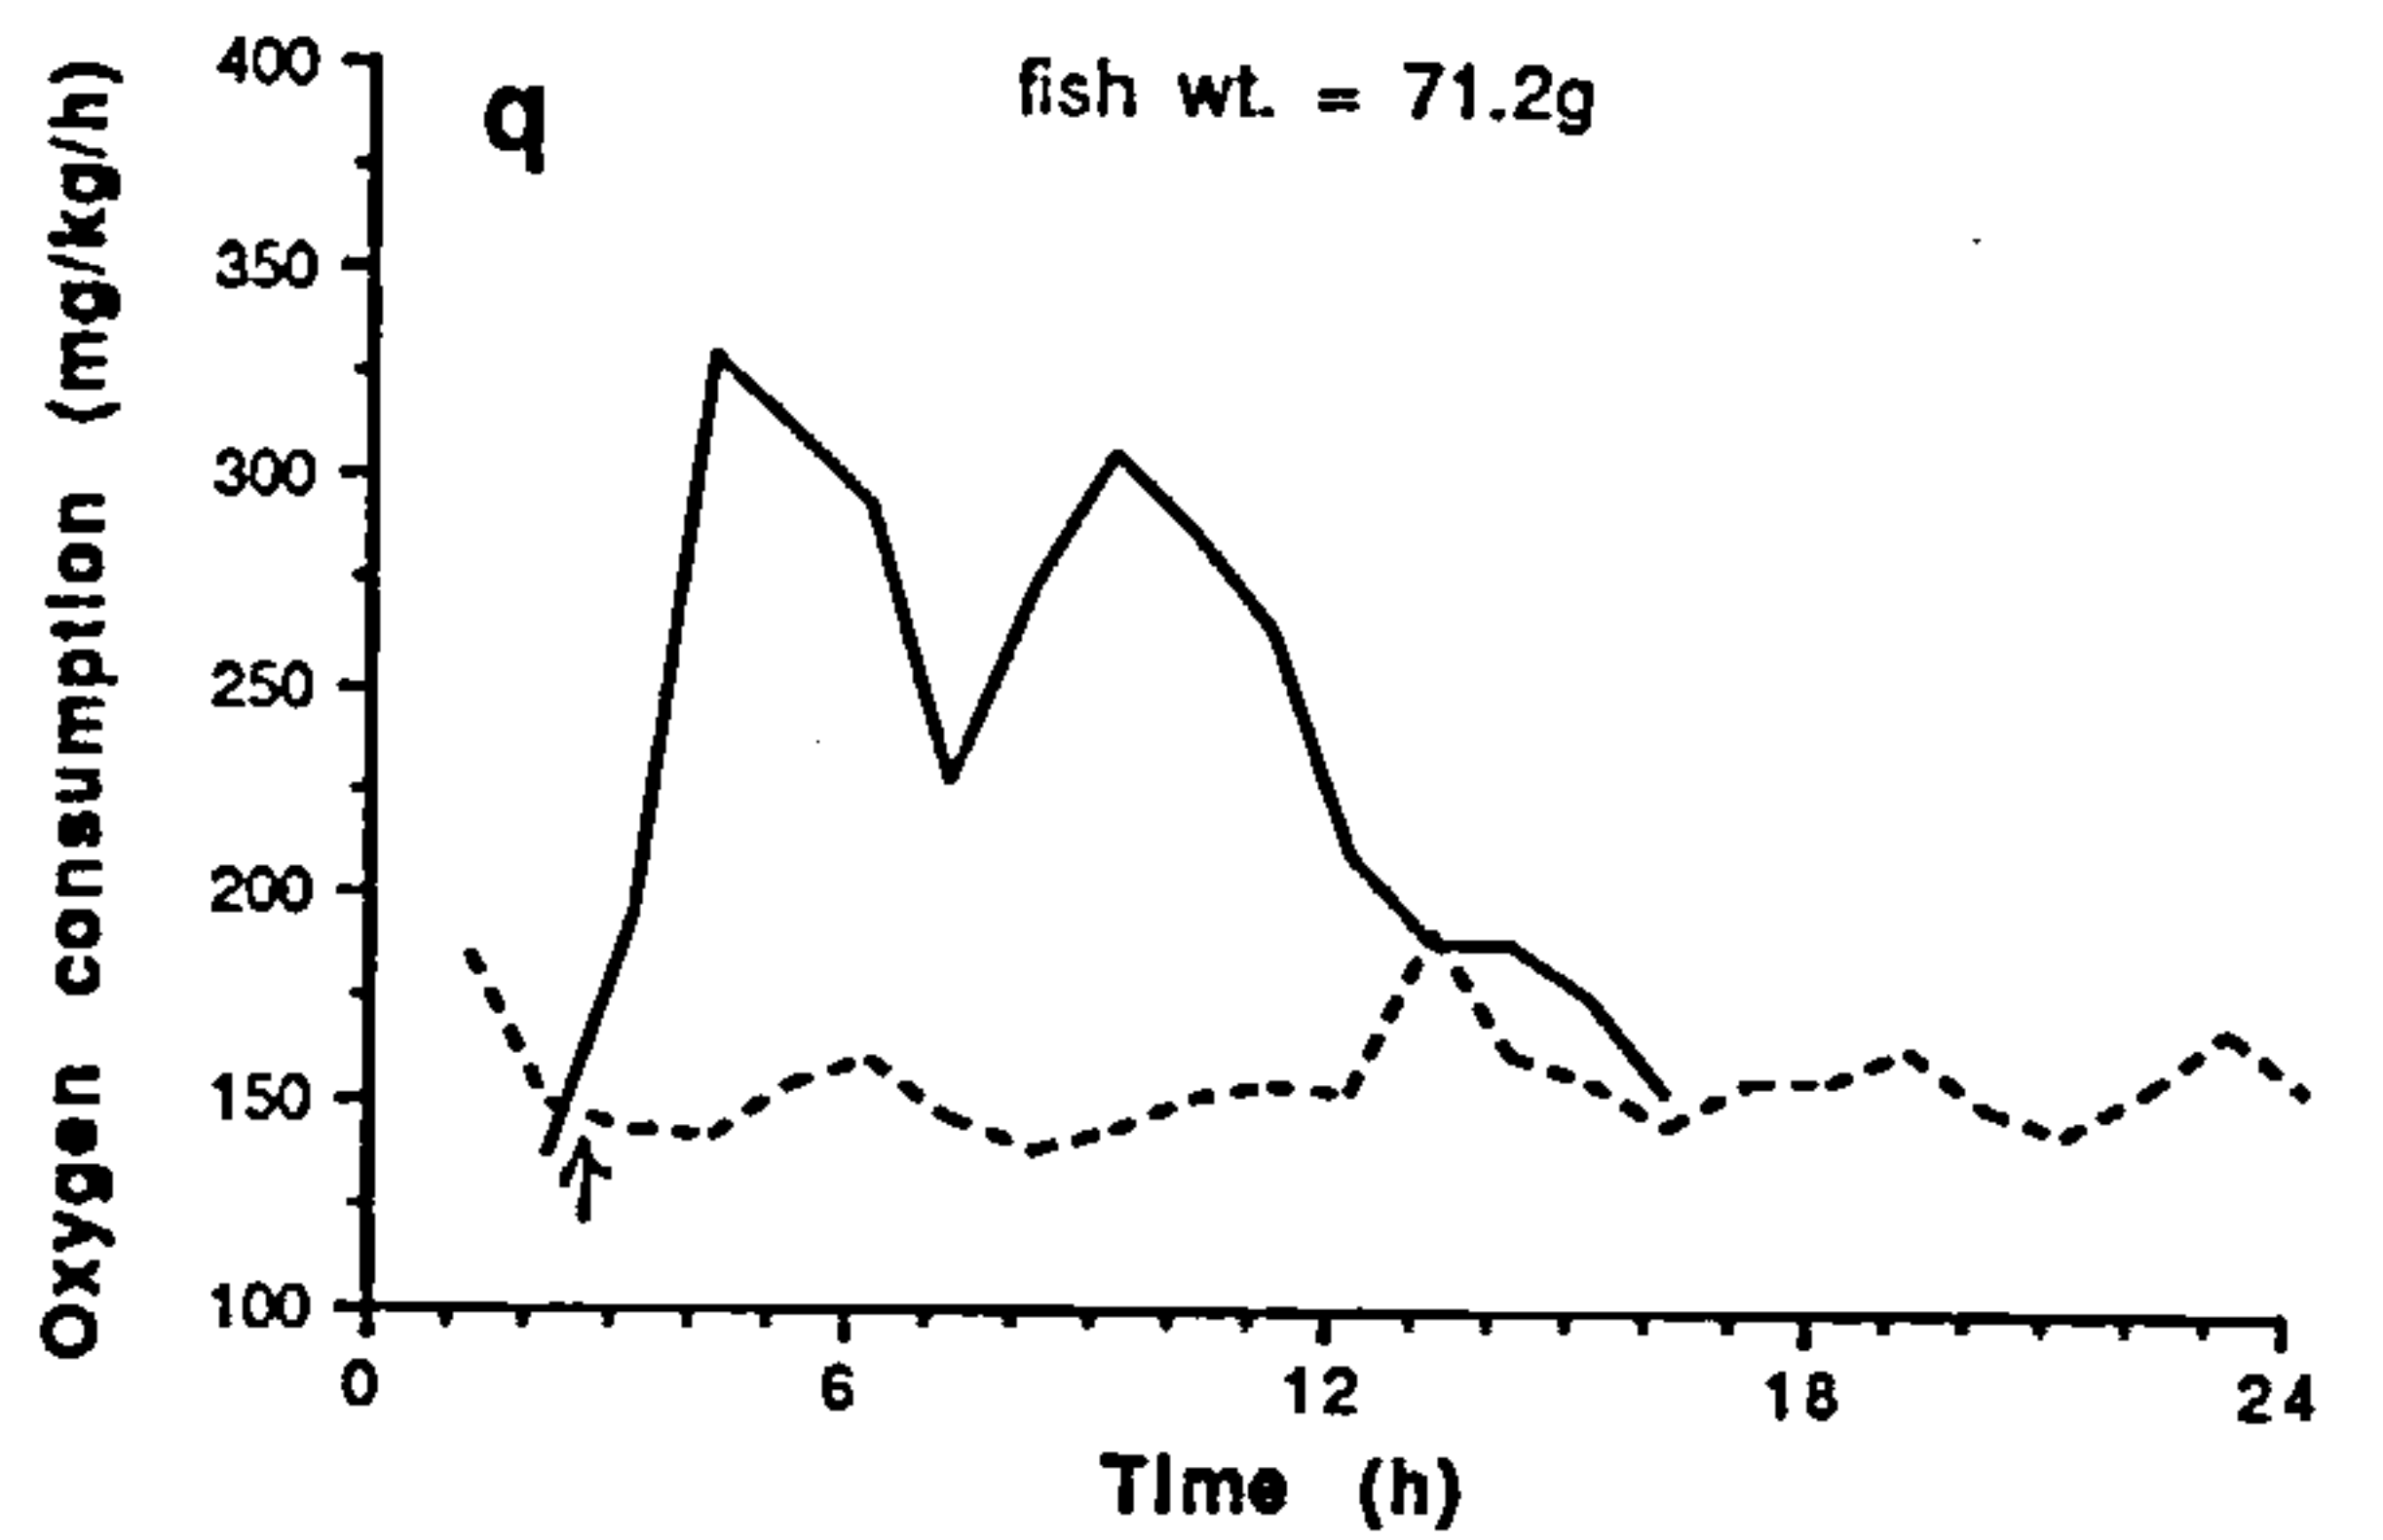 Oxygen consumption (mg/kg/h)
q
fish wt. = 71.2g
400
350
300
250
200
150
100
0 6 12 18 24
Time (h)